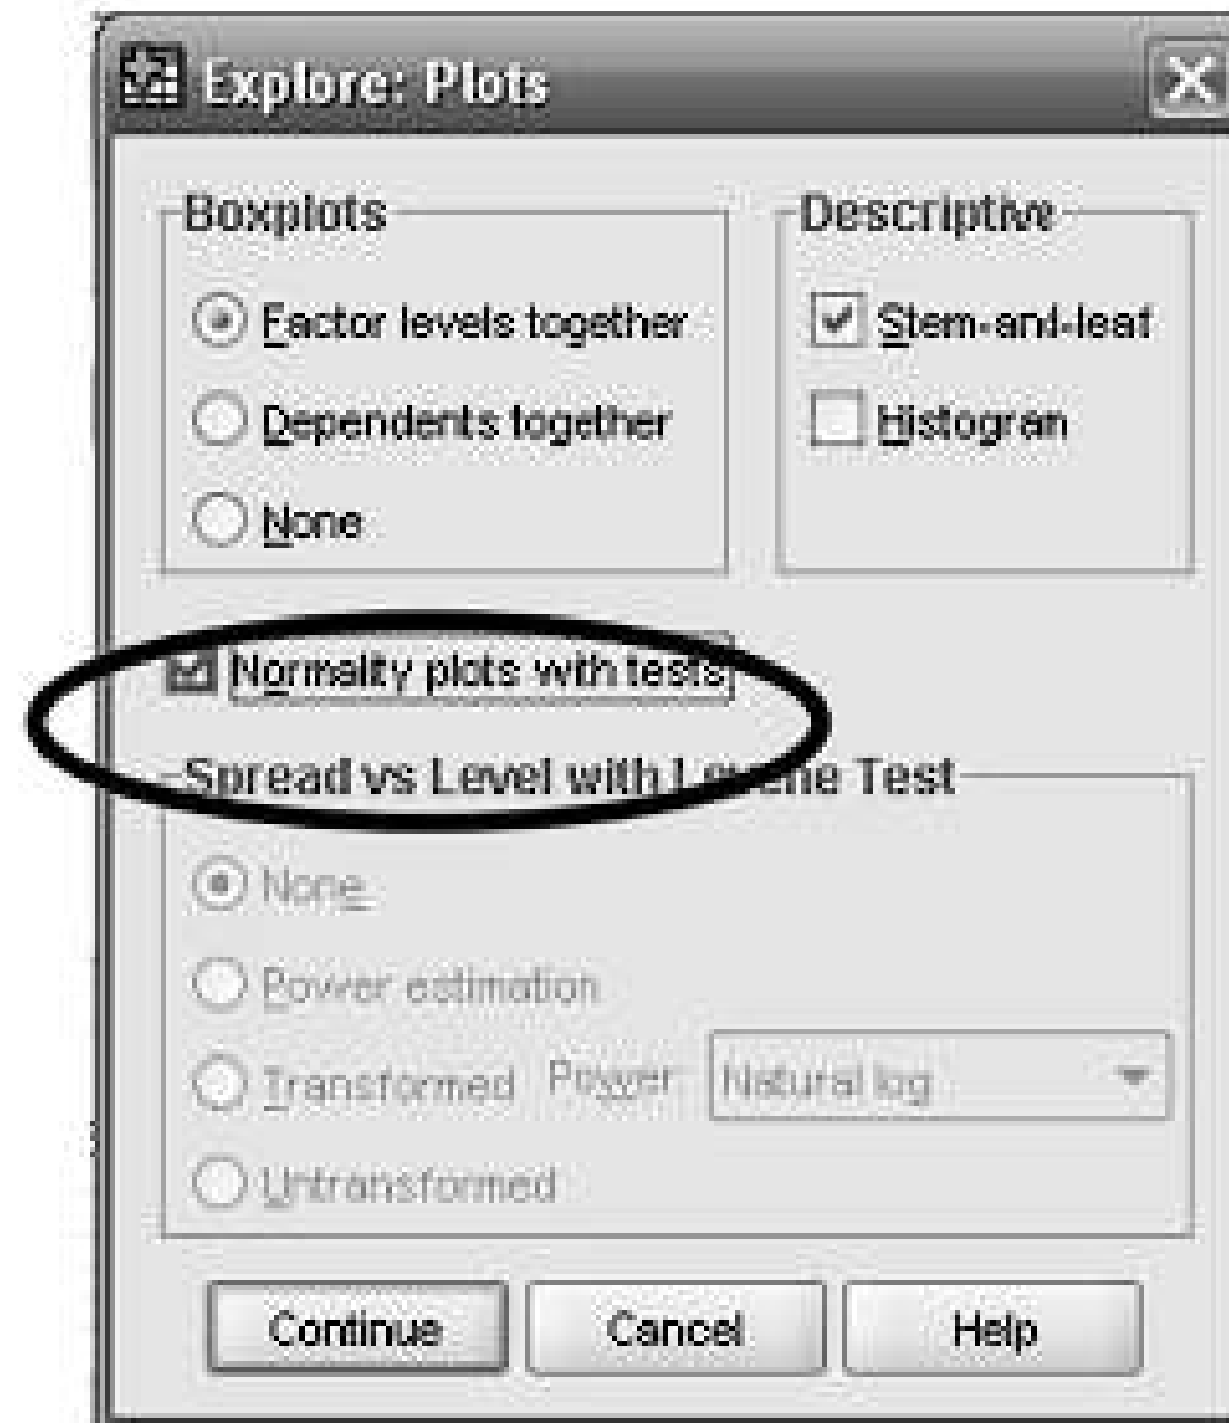 Explore: Plots
Boxplots
Factor levels together
Dependents together
None
Descriptive
Stem-and-leaf
Histogram
Normality plots with tests
Spread vs Level with Levene Test
None
Power estimation
Transformed Power: Natural log
Untransformed
Continue Cancel Help